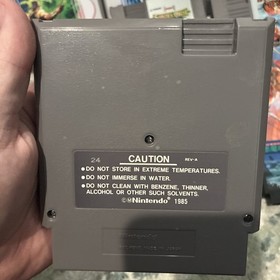 24 CAUTION REV-A
● DO NOT STORE IN EXTREME TEMPERATURES.
● DO NOT IMMERSE IN WATER.
● DO NOT CLEAN WITH BENZENE, THINNER,
ALCOHOL OR OTHER SUCH SOLVENTS.
©Ⓜ Nintendo® 1985